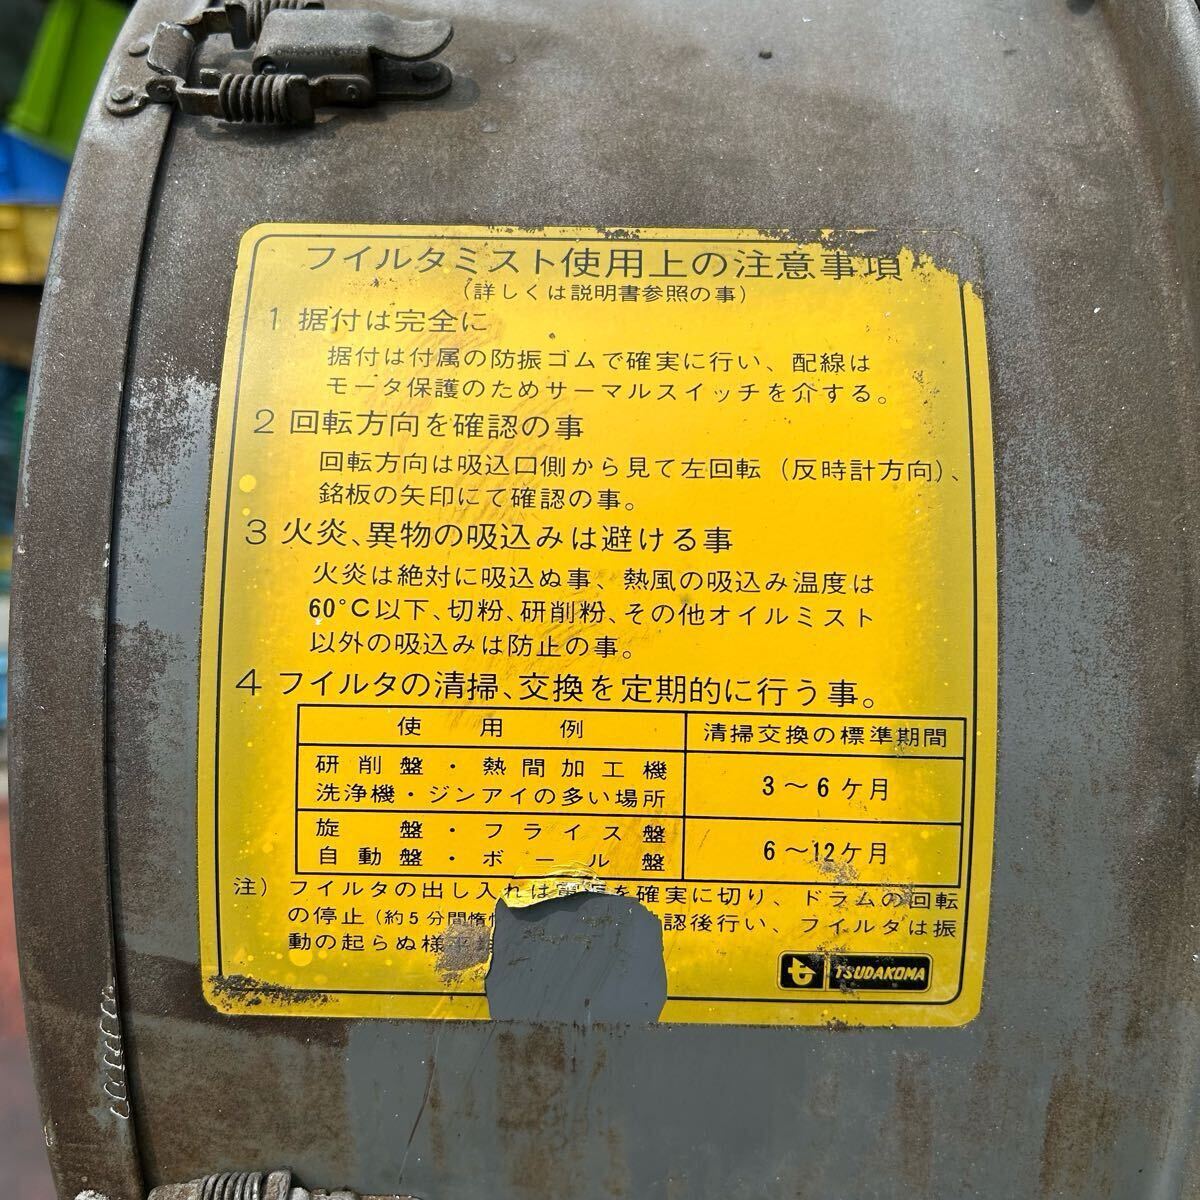 フイルタミスト使用上の注意事項
(詳しくは説明書参照の事)
1 据付は完全に
据付は付属の防振ゴムで確実に行い、配線は
モータ保護のためサーマルスイッチを介する。
2 回転方向を確認の事
回転方向は吸込口側から見て左回転(反時計方向)、
銘板の矢印にて確認の事。
3 火炎、異物の吸込みは避ける事
火炎は絶対に吸込ぬ事、熱風の吸込み温度は
60°C以下、切粉、研削粉、その他オイルミスト
以外の吸込みは防止の事。
4 フイルタの清掃、交換を定期的に行う事。
使用例 清掃交換の標準期間
研削盤・熱間加工機
洗浄機・ジンアイの多い場所
3〜6ケ月
旋盤・フライス盤
自動盤・ボール盤
6〜12ケ月
注) フイルタの出し入れは を確実に切り、ドラムの回転
の停止(約5分間惰 認後行い、フイルタは振
動の起らぬ様
t TSUDAKOMA